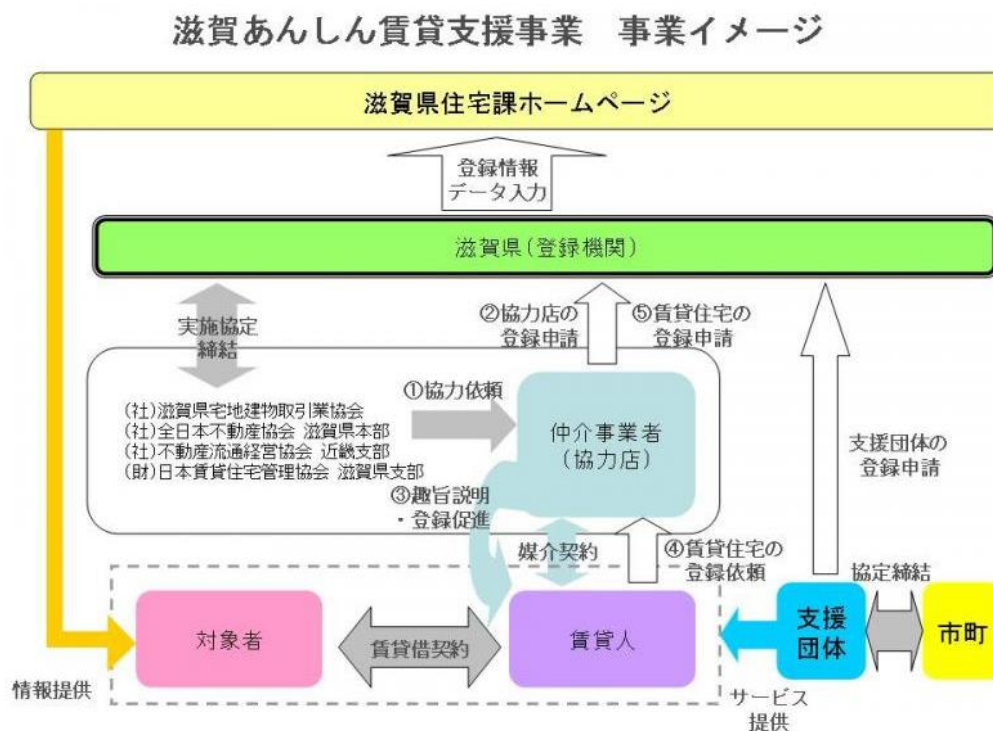 滋賀あんしん賃貸支援事業　事業イメージ
滋賀県住宅課ホームページ
登録情報
データ入力
滋賀県(登録機関)
実施協定
締結
②協力店の
登録申請
⑤賃貸住宅の
登録申請
①協力依頼
(社)滋賀県宅地建物取引業協会
(社)全日本不動産協会 滋賀県本部
(社)不動産流通経営協会 近畿支部
(財)日本賃貸住宅管理協会 滋賀県支部
仲介事業者
(協力店)
支援団体の
登録申請
③趣旨説明
・登録促進
媒介契約
④賃貸住宅の
登録依頼
協定締結
対象者
賃貸借契約
賃貸人
支援
団体
市町
情報提供
サービス
提供